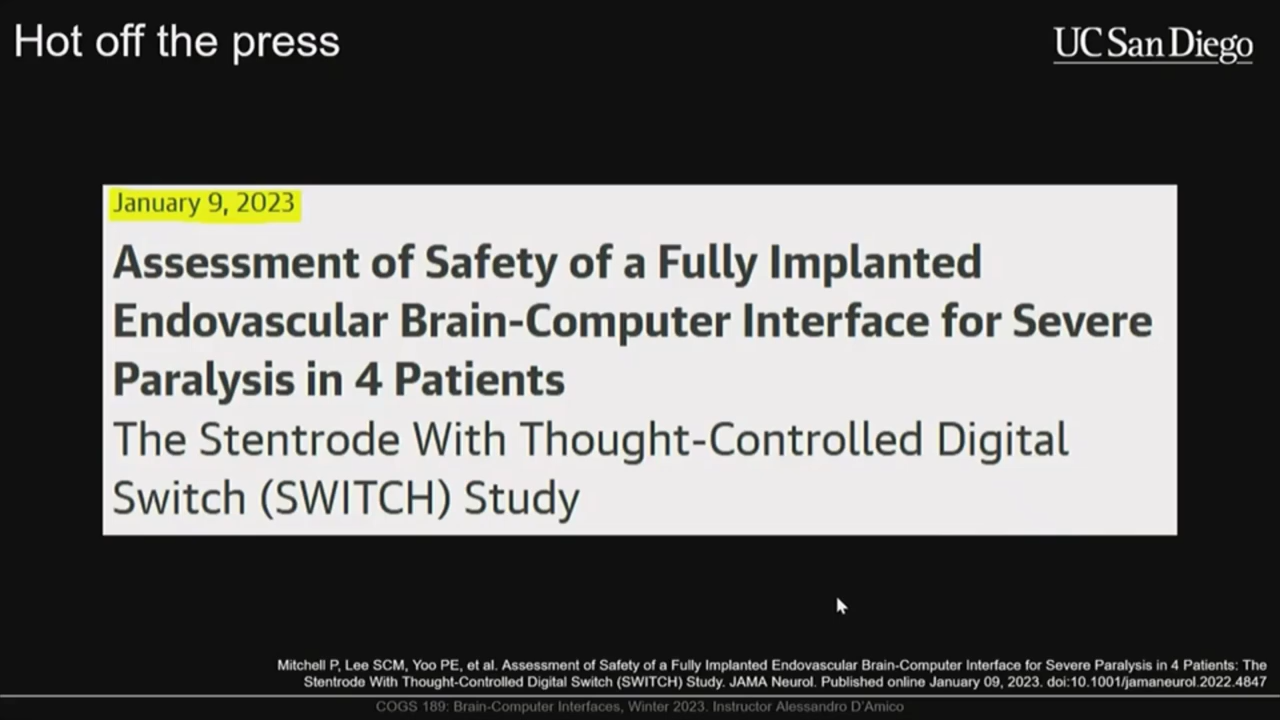 Hot off the press
UC San Diego
January 9, 2023
Assessment of Safety of a Fully Implanted
Endovascular Brain-Computer Interface for Severe
Paralysis in 4 Patients
The Stentrode With Thought-Controlled Digital
Switch (SWITCH) Study
Mitchell P, Lee SCM, Yoo PE, et al. Assessment of Safety of a Fully Implanted Endovascular Brain-Computer Interface for Severe Paralysis in 4 Patients: The
Stentrode With Thought-Controlled Digital Switch (SWITCH) Study. JAMA Neurol. Published online January 09, 2023. doi:10.1001/jamaneurol.2022.4847
COGS 189: Brain-Computer Interfaces, Winter 2023. Instructor Alessandro D'Amico